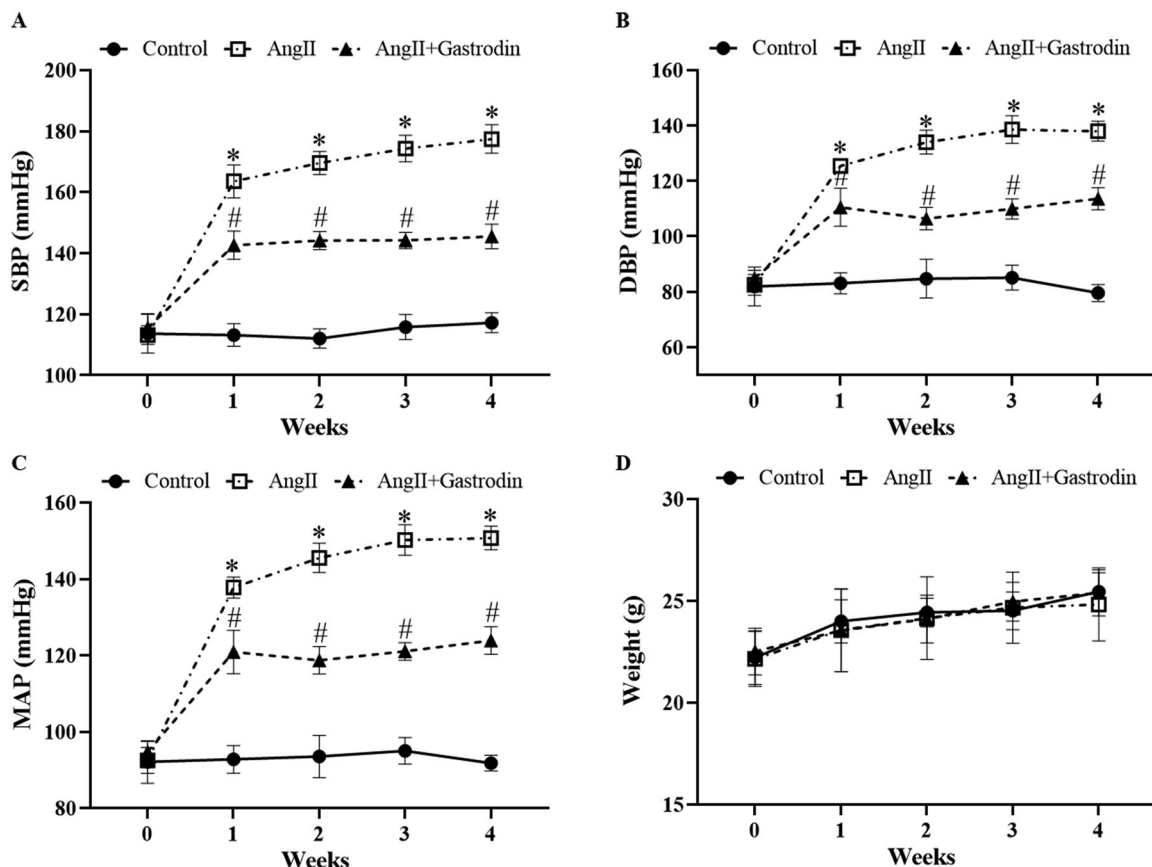 A
Control AngII AngII+Gastrodin
SBP (mmHg)
200
180
160
140
120
100
* * * *
# # # #
0 1 2 3 4
Weeks
B
Control AngII AngII+Gastrodin
DBP (mmHg)
160
140
120
100
80
60
* * * *
# # # #
0 1 2 3 4
Weeks
C
Control AngII AngII+Gastrodin
MAP (mmHg)
160
140
120
100
80
* * * *
# # # #
0 1 2 3 4
Weeks
D
Control AngII AngII+Gastrodin
Weight (g)
30
25
20
15
0 1 2 3 4
Weeks